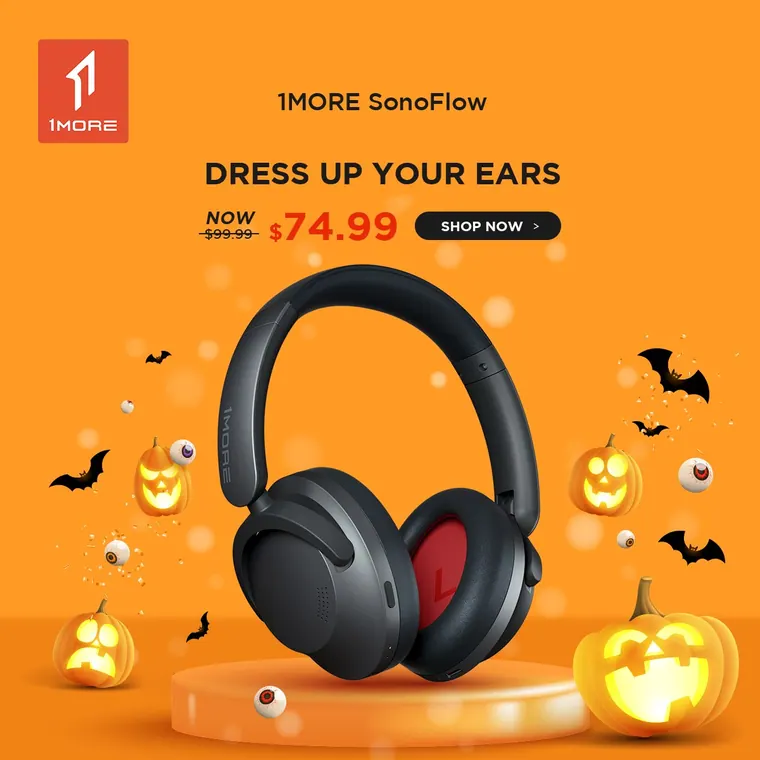 1MORE
1MORE SonoFlow
DRESS UP YOUR EARS
NOW
$99.99
$74.99
SHOP NOW >
1MORE
L